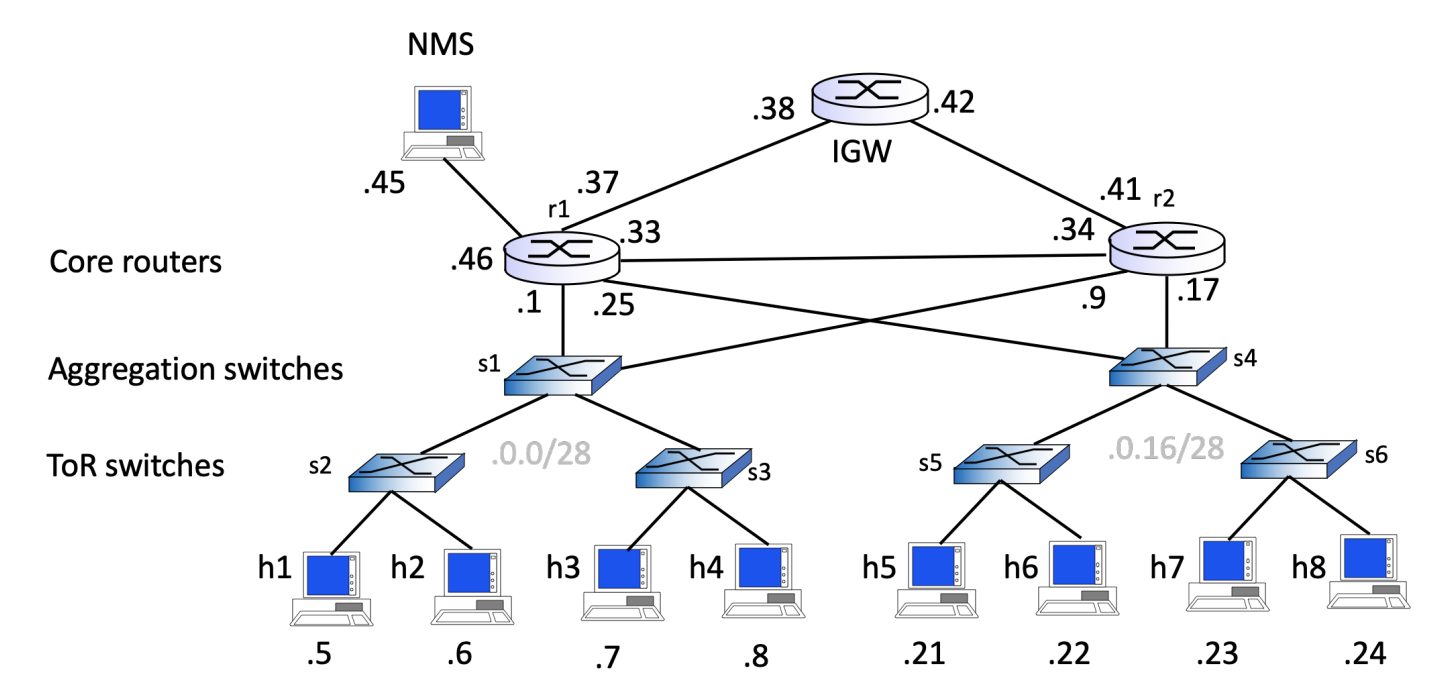 NMS
.38
.42
IGW
.45
.37
.41
r2
r1
.33
.34
Core routers
.46
.1
.25
.9
.17
Aggregation switches
s1
s4
ToR switches
s2
.0.0/28
s3
s5
.0.16/28
s6
h1
h2
h3
h4
h5
h6
h7
h8
.5
.6
.7
.8
.21
.22
.23
.24